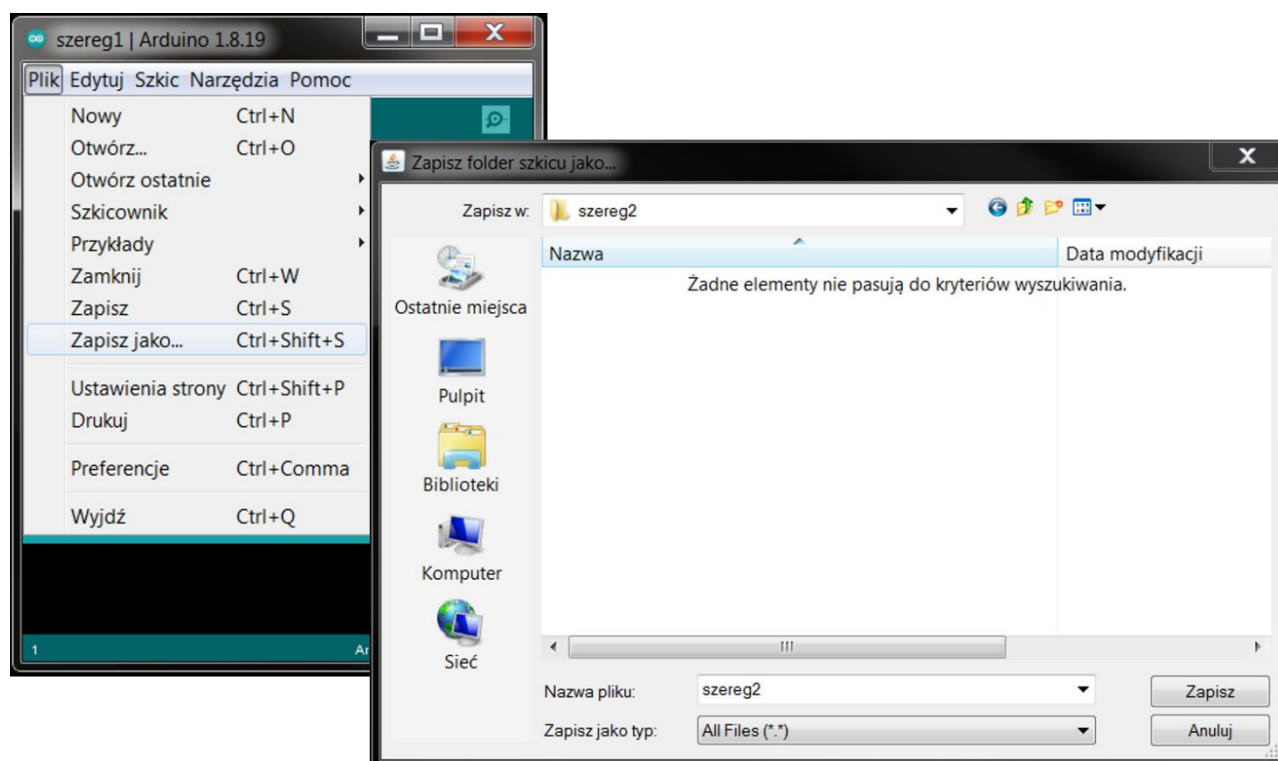 szereg1 | Arduino 1.8.19
Plik Edytuj Szkic Narzędzia Pomoc
Nowy Ctrl+N
Otwórz... Ctrl+O
Otwórz ostatnie
Szkicownik
Przykłady
Zamknij Ctrl+W
Zapisz Ctrl+S
Zapisz jako... Ctrl+Shift+S
Ustawienia strony Ctrl+Shift+P
Drukuj Ctrl+P
Preferencje Ctrl+Comma
Wyjdź Ctrl+Q
1 Ar
Zapisz folder szkicu jako...
Zapisz w: szereg2
Nazwa Data modyfikacji
Żadne elementy nie pasują do kryteriów wyszukiwania.
Ostatnie miejsca
Pulpit
Biblioteki
Komputer
Sieć
Nazwa pliku: szereg2 Zapisz
Zapisz jako typ: All Files (*.*) Anuluj